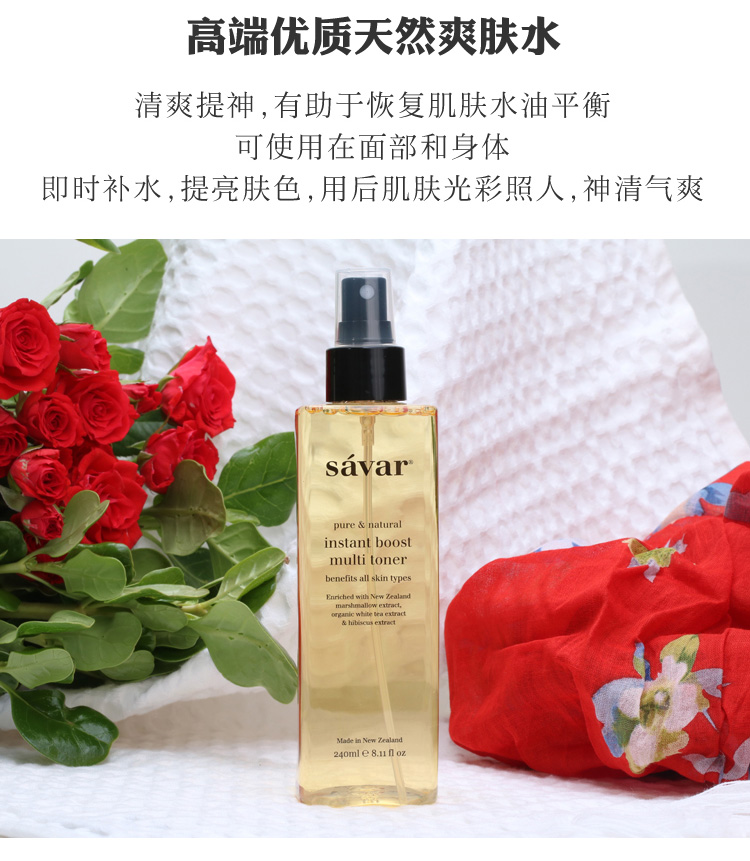 高端优质天然爽肤水
清爽提神,有助于恢复肌肤水油平衡
可使用在面部和身体
即时补水,提亮肤色,用后肌肤光彩照人,神清气爽
sávar®
pure & natural
instant boost
multi toner
benefits all skin types
Enriched with New Zealand
marshmallow extract,
organic white tea extract
& hibiscus extract
Made in New Zealand
240ml ℮ 8.11 fl oz